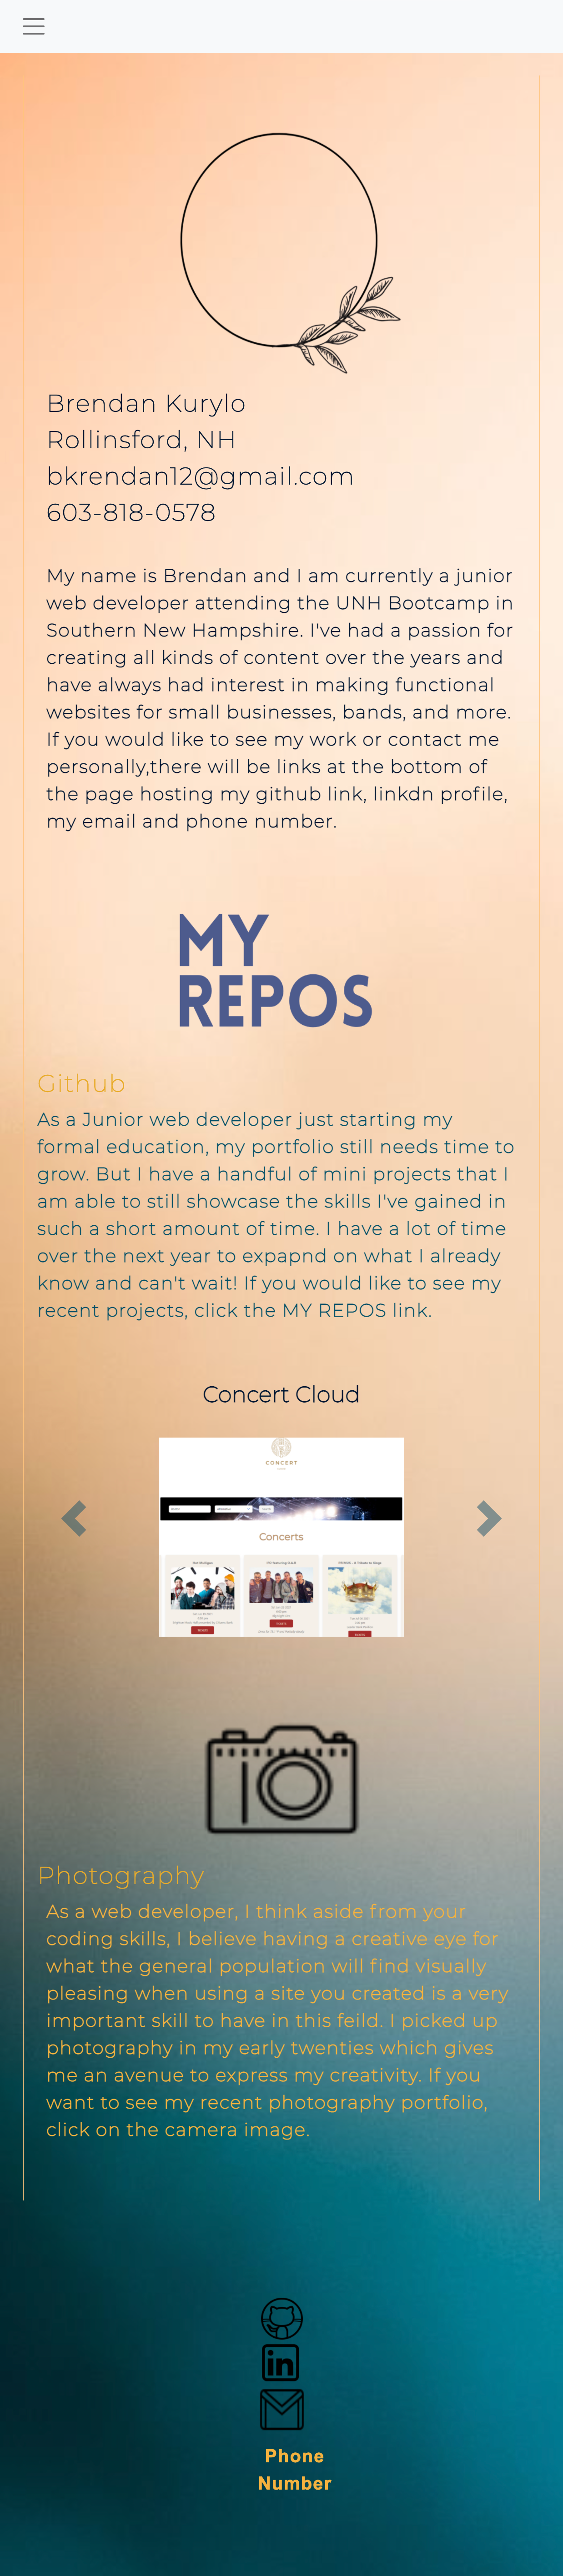 Brendan Kurylo
Rollinsford, NH
bkrendan12@gmail.com
603-818-0578
My name is Brendan and I am currently a junior
web developer attending the UNH Bootcamp in
Southern New Hampshire. I've had a passion for
creating all kinds of content over the years and
have always had interest in making functional
websites for small businesses, bands, and more.
If you would like to see my work or contact me
personally,there will be links at the bottom of
the page hosting my github link, linkdn profile,
my email and phone number.
MY
REPOS
Github
As a Junior web developer just starting my
formal education, my portfolio still needs time to
grow. But I have a handful of mini projects that I
am able to still showcase the skills I've gained in
such a short amount of time. I have a lot of time
over the next year to expapnd on what I already
know and can't wait! If you would like to see my
recent projects, click the MY REPOS link.
Concert Cloud
CONCERT
Concerts
Photography
As a web developer, I think aside from your
coding skills, I believe having a creative eye for
what the general population will find visually
pleasing when using a site you created is a very
important skill to have in this feild. I picked up
photography in my early twenties which gives
me an avenue to express my creativity. If you
want to see my recent photography portfolio,
click on the camera image.
in
Phone
Number